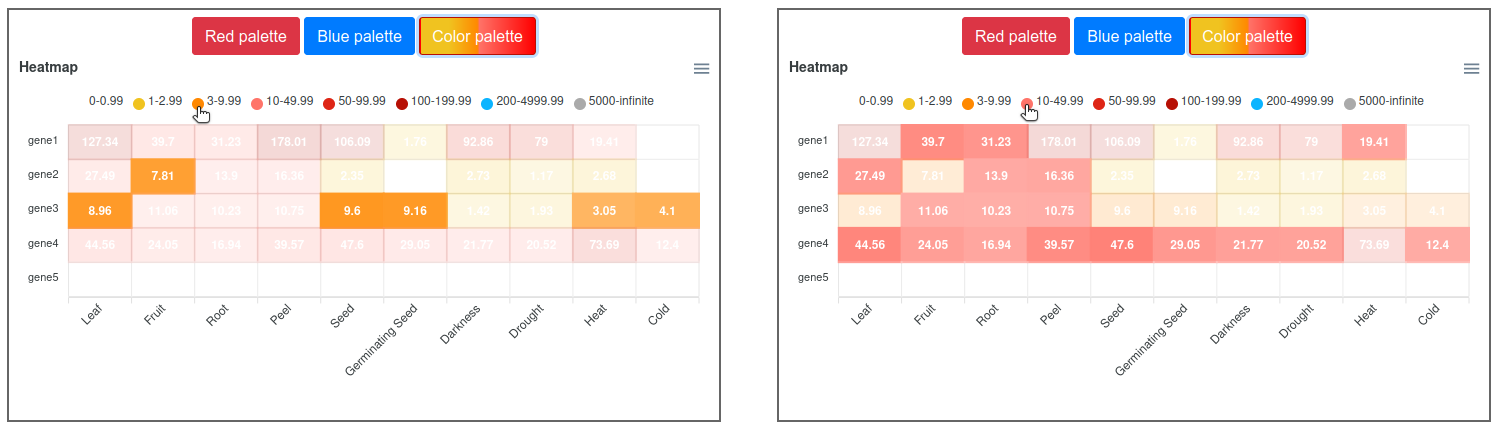 Red palette Blue palette Color palette
Heatmap
0-0.99 1-2.99 3-9.99 10-49.99 50-99.99 100-199.99 200-4999.99 5000-infinite
gene1 127.34 39.7 31.23 178.01 106.09 1.75 92.86 79 19.41
gene2 27.49 7.81 13.9 16.36 2.35 2.73 1.17 2.68
gene3 8.96 11.06 10.23 10.75 9.6 9.16 1.42 1.93 3.05 4.1
gene4 44.56 24.05 16.94 39.57 47.6 29.05 21.77 20.52 73.69 12.4
gene5
Leaf Fruit Root Peel Seed Germinating Seed Darkness Drought Heat Cold
Red palette Blue palette Color palette
Heatmap
0-0.99 1-2.99 3-9.99 10-49.99 50-99.99 100-199.99 200-4999.99 5000-infinite
gene1 127.34 39.7 31.23 178.01 106.09 1.75 92.86 79 19.41
gene2 27.49 7.81 13.9 16.36 2.35 2.73 1.17 2.68
gene3 8.96 11.06 10.23 10.75 9.6 9.16 1.42 1.93 3.05 4.1
gene4 44.56 24.05 16.94 39.57 47.6 29.05 21.77 20.52 73.69 12.4
gene5
Leaf Fruit Root Peel Seed Germinating Seed Darkness Drought Heat Cold